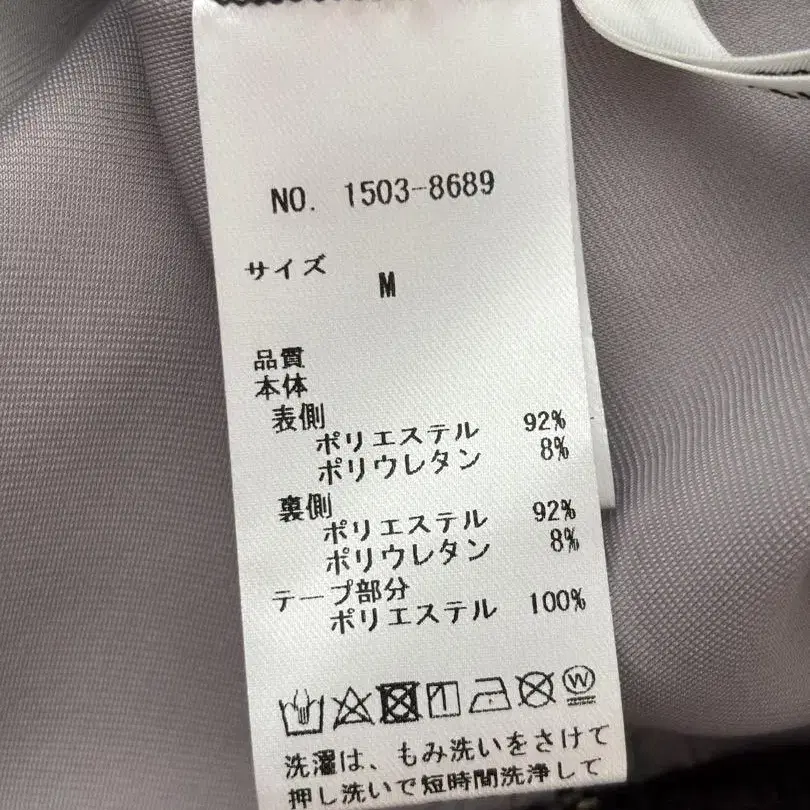 NO. 1503-8689
サイズ
M
品質
本体
表側
ポリエステル 92%
ポリウレタン 8%
裏側
ポリエステル 92%
ポリウレタン 8%
テープ部分
ポリエステル 100%
W
洗濯は、もみ洗いをさけて
押し洗いで短時間洗浄して